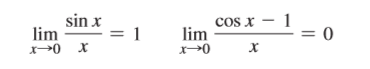 lim x→0 sin x / x = 1    lim x→0 cos x − 1 / x = 0